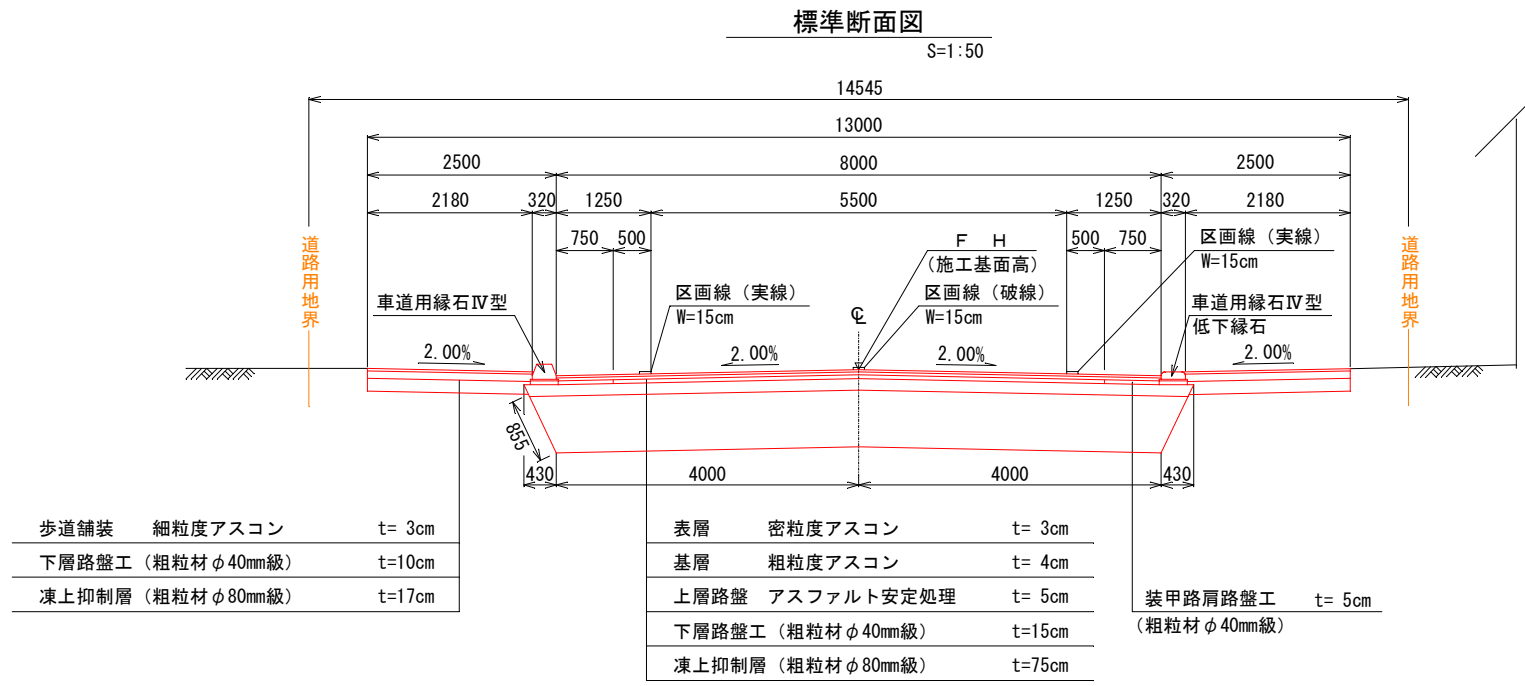 標準断面図
S=1:50
14545
13000
2500 8000 2500
2180 320 1250 5500 1250 320 2180
750 500 500 750
道路用地界
道路用地界
車道用縁石Ⅳ型
区画線（実線）
W=15cm
F H
(施工基面高)
区画線（破線）
W=15cm
区画線（実線）
W=15cm
車道用縁石Ⅳ型
低下縁石
℄
2.00% 2.00% 2.00% 2.00%
855
430 4000 4000 430
歩道舗装 細粒度アスコン t= 3cm
下層路盤工（粗粒材φ40mm級） t=10cm
凍上抑制層（粗粒材φ80mm級） t=17cm
表層 密粒度アスコン t= 3cm
基層 粗粒度アスコン t= 4cm
上層路盤 アスファルト安定処理 t= 5cm
下層路盤工（粗粒材φ40mm級） t=15cm
凍上抑制層（粗粒材φ80mm級） t=75cm
装甲路肩路盤工 t= 5cm
(粗粒材φ40mm級)